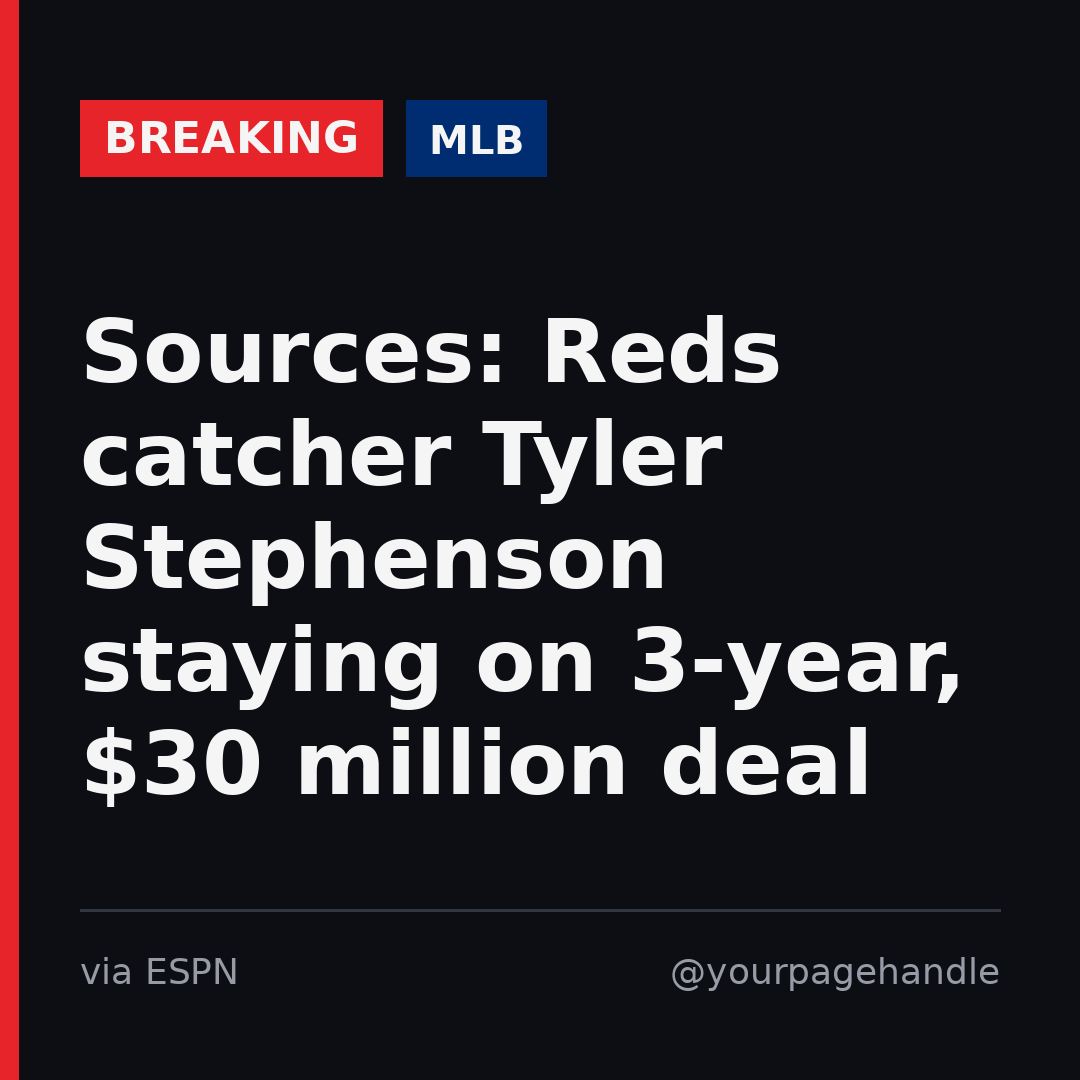 BREAKING MLB
Sources: Reds
catcher Tyler
Stephenson
staying on 3-year,
$30 million deal
via ESPN @yourpagehandle